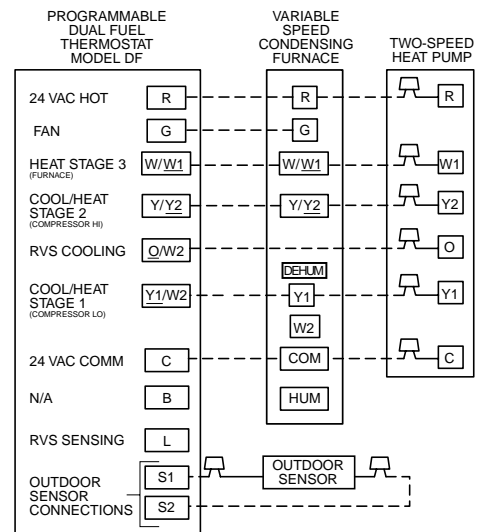 PROGRAMMABLE
DUAL FUEL
THERMOSTAT
MODEL DF
VARIABLE
SPEED
CONDENSING
FURNACE
TWO-SPEED
HEAT PUMP
24 VAC HOT
R
R
R
FAN
G
G
HEAT STAGE 3
(FURNACE)
W/W1
W/W1
W1
COOL/HEAT
STAGE 2
(COMPRESSOR HI)
Y/Y2
Y/Y2
Y2
RVS COOLING
O/W2
O
DEHUM
COOL/HEAT
STAGE 1
(COMPRESSOR LO)
Y1/W2
Y1
Y1
W2
24 VAC COMM
C
COM
C
N/A
B
HUM
RVS SENSING
L
OUTDOOR
SENSOR
CONNECTIONS
S1
S2
OUTDOOR
SENSOR